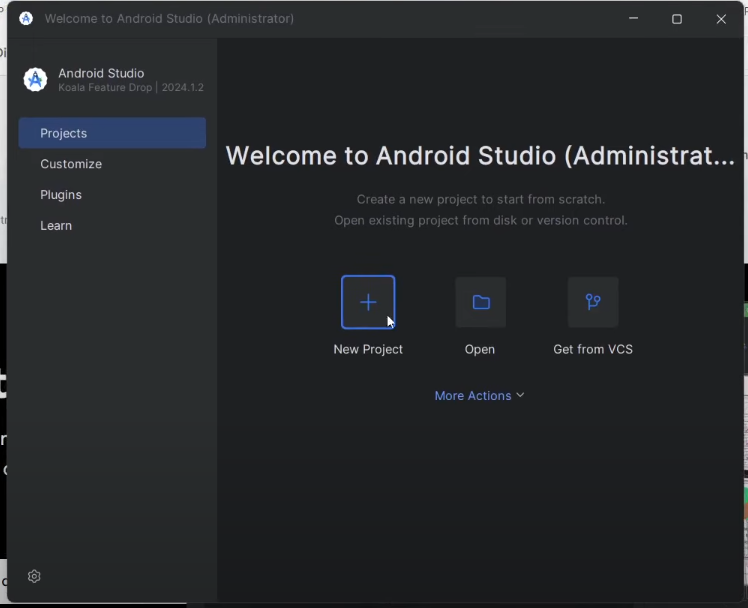 Welcome to Android Studio (Administrator)
Android Studio
Koala Feature Drop | 2024.1.2
Projects
Customize
Plugins
Learn
Welcome to Android Studio (Administrat...
Create a new project to start from scratch.
Open existing project from disk or version control.
New Project
Open
Get from VCS
More Actions